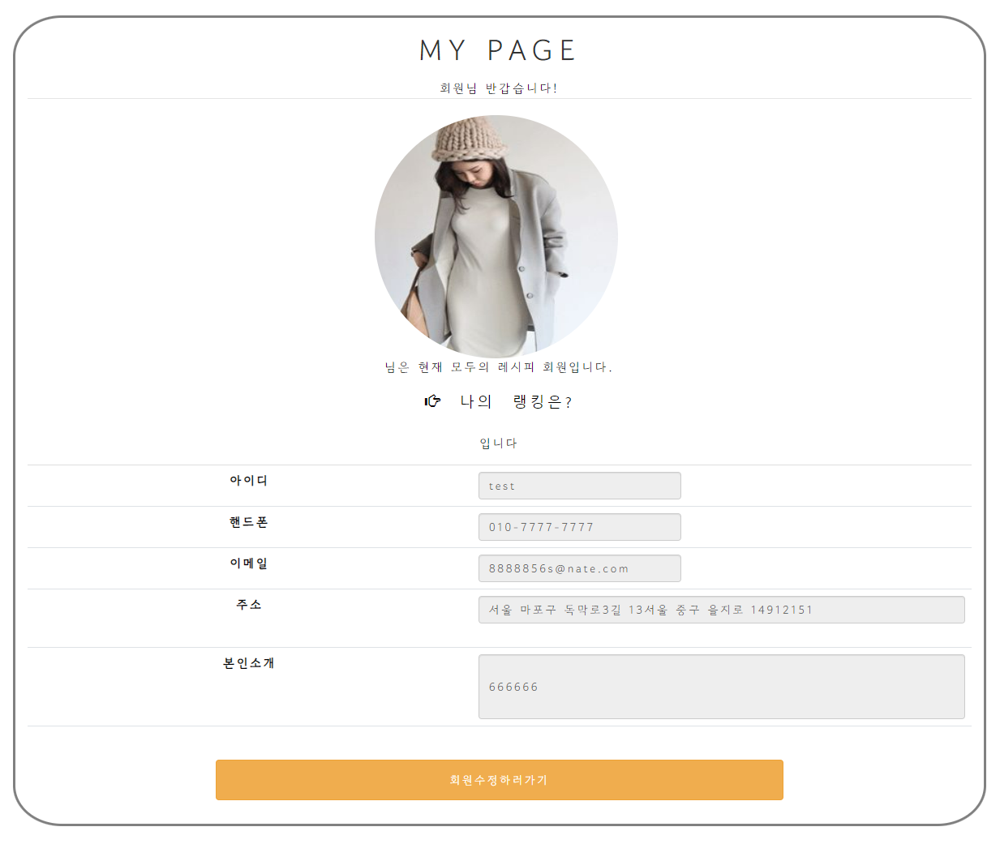 MY PAGE
회원님 반갑습니다!
님은 현재 모두의 레시피 회원입니다.
나의 랭킹은?
입니다
아이디 test
핸드폰 010-7777-7777
이메일 8888856s@nate.com
주소 서울 마포구 독막로3길 13서울 중구 을지로 14912151
본인소개 666666
회원수정하러가기